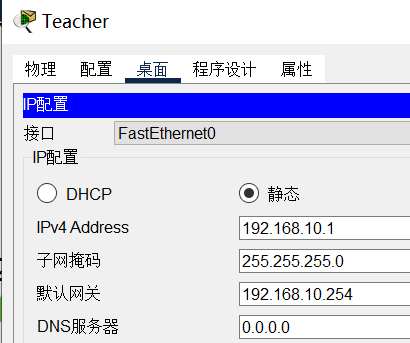 Teacher
物理 配置 桌面 程序设计 属性
IP配置
接口 FastEthernet0
IP配置
DHCP 静态
IPv4 Address 192.168.10.1
子网掩码 255.255.255.0
默认网关 192.168.10.254
DNS服务器 0.0.0.0